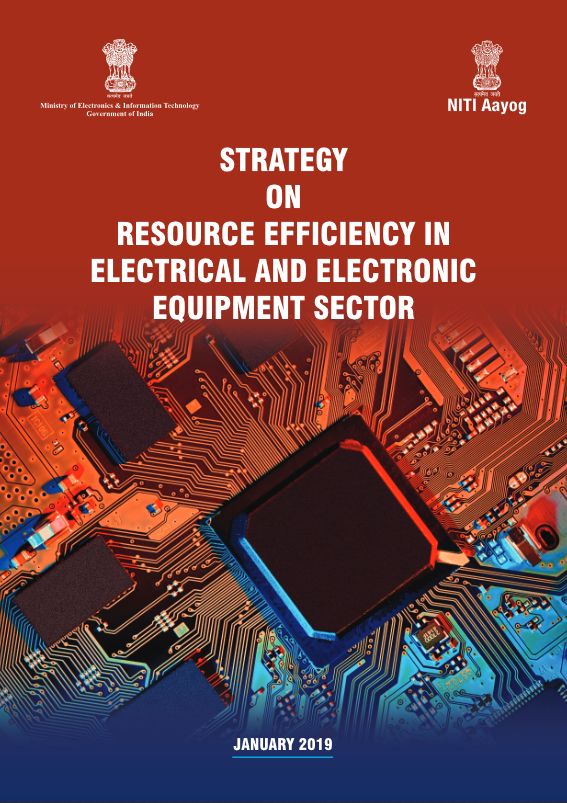 सत्यमेव जयते
Ministry of Electronics & Information Technology
Government of India
सत्यमेव जयते
NITI Aayog
STRATEGY
ON
RESOURCE EFFICIENCY IN
ELECTRICAL AND ELECTRONIC
EQUIPMENT SECTOR
JANUARY 2019